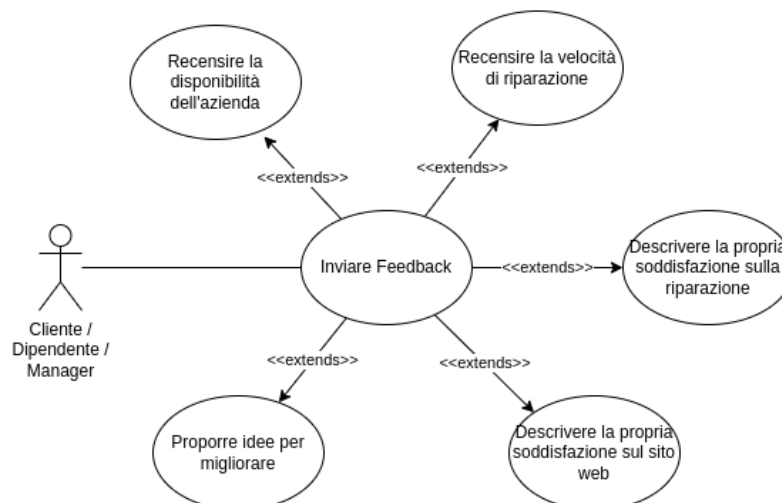 Recensire la
disponibilità
dell'azienda
Recensire la velocità
di riparazione
<<extends>>
<<extends>>
Inviare Feedback
<<extends>>
Descrivere la propria
soddisfazione sulla
riparazione
Cliente /
Dipendente /
Manager
<<extends>>
<<extends>>
Proporre idee per
migliorare
Descrivere la propria
soddisfazione sul sito
web